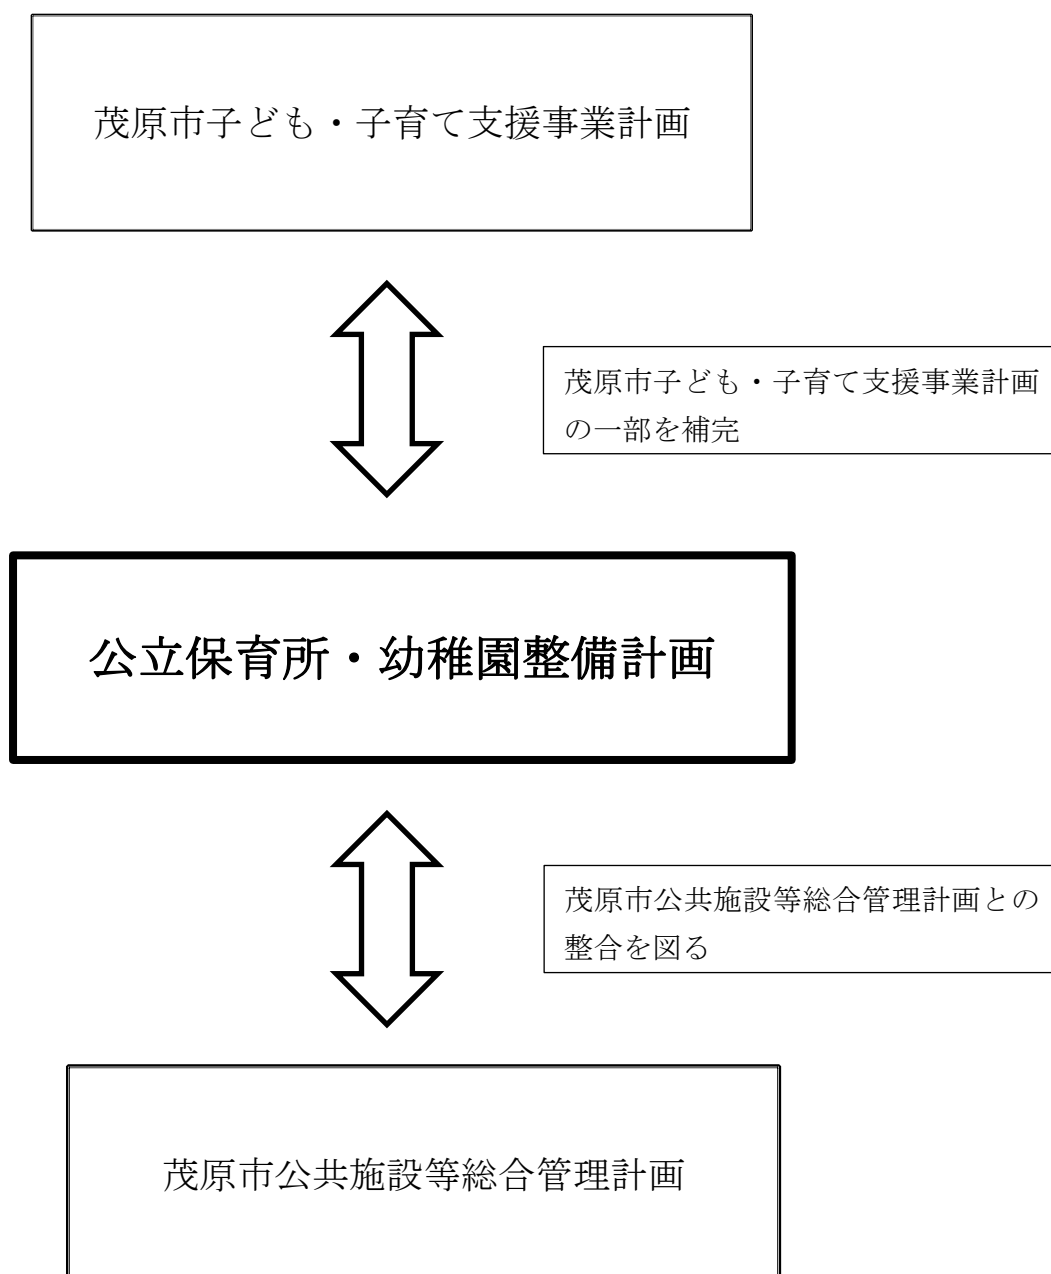 茂原市子ども・子育て支援事業計画
茂原市子ども・子育て支援事業計画
の一部を補完
公立保育所・幼稚園整備計画
茂原市公共施設等総合管理計画との
整合を図る
茂原市公共施設等総合管理計画